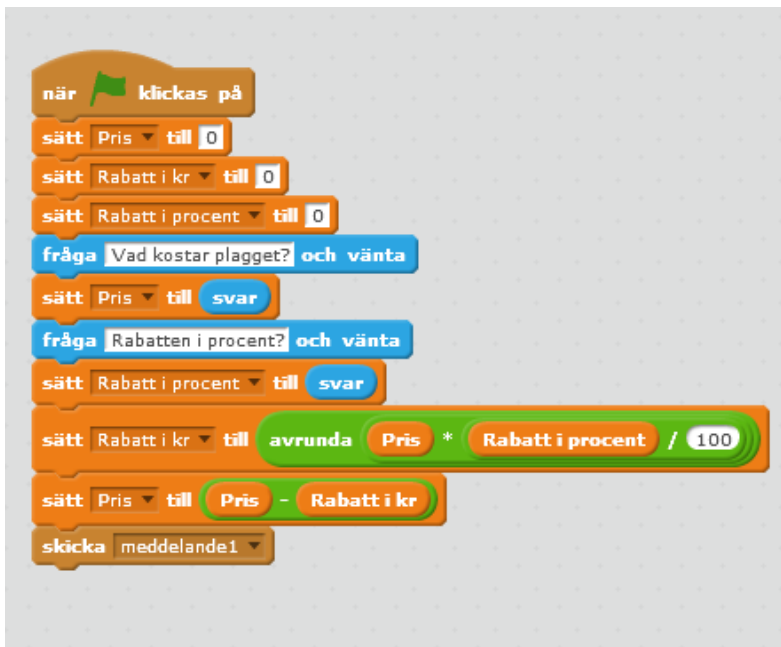 när klickas på
sätt Pris till 0
sätt Rabatt i kr till 0
sätt Rabatt i procent till 0
fråga Vad kostar plagget? och vänta
sätt Pris till svar
fråga Rabatten i procent? och vänta
sätt Rabatt i procent till svar
sätt Rabatt i kr till avrunda Pris * Rabatt i procent / 100
sätt Pris till Pris - Rabatt i kr
skicka meddelande1